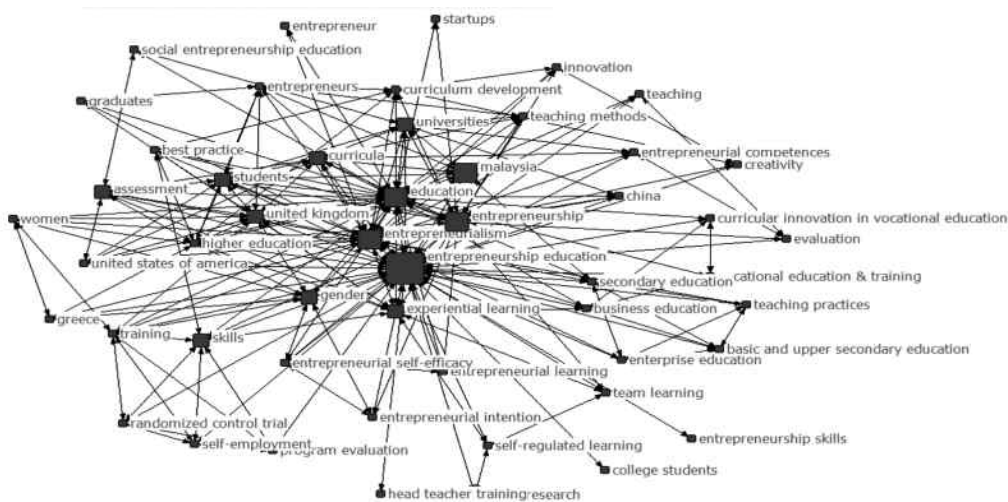 startups
entrepreneur
social entrepreneurship education
innovation
entrepreneurs
curriculum development
teaching
graduates
universities
teaching methods
best practice
curricula
entrepreneurial competences
malaysia
creativity
students
assessment
education
china
women
united kingdom
entrepreneurship
curricular innovation in vocational education
entrepreneurialism
higher education
evaluation
entrepreneurship education
united states of america
secondary education
cational education & training
gender
experiential learning
business education
teaching practices
greece
training
skills
basic and upper secondary education
entrepreneurial self-efficacy
enterprise education
entrepreneurial learning
team learning
randomized control trial
entrepreneurial intention
self-employment
program evaluation
self-regulated learning
entrepreneurship skills
college students
head teacher training
research